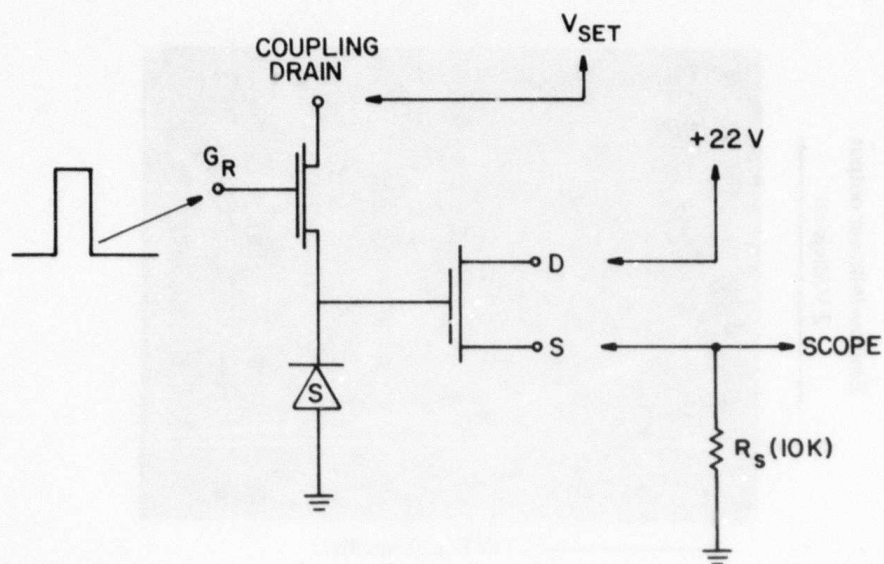 COUPLING
DRAIN
V_SET
G_R
+22 V
D
S
SCOPE
S
R_s (10K)